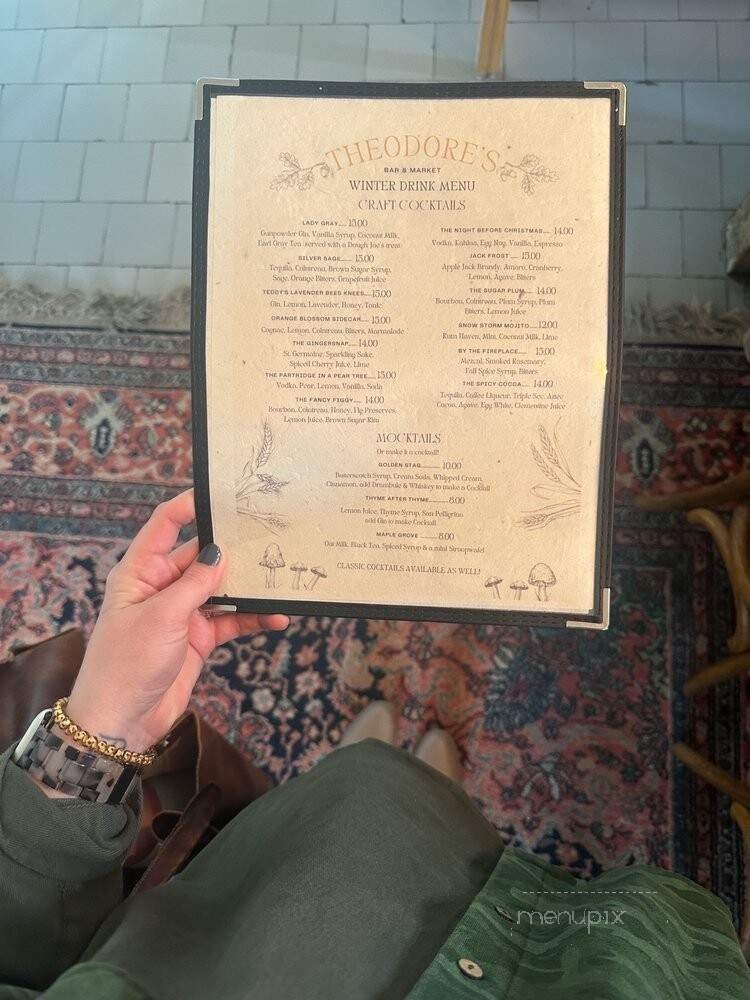 THEODORE'S
BAR & MARKET
WINTER DRINK MENU
CRAFT COCKTAILS
LADY GRAY.... 13.00
Gunpowder Gin, Vanilla Syrup, Coconut Milk,
Earl Gray Tea served with a Dough Joe's treat
SILVER SAGE..... 13.00
Tequila, Cointreau, Brown Sugar Syrup,
Sage, Orange Bitters, Grapefruit Juice
TEDDY'S LAVENDER BEES KNEES....13.00
Gin, Lemon, Lavender, Honey, Tonic
ORANGE BLOSSOM SIDECAR.... 13.00
Cognac, Lemon, Cointreau, Bitters, Marmalade
THE GINGERSNAP.... 14.00
St. Germaine, Sparkling Sake,
Spiced Cherry Juice, Lime
THE PARTRIDGE IN A PEAR TREE....13.00
Vodka, Pear, Lemon, Vanilla, Soda
THE FANCY FIGGY.... 14.00
Bourbon, Cointreau, Honey, Fig Preserves,
Lemon Juice, Brown Sugar Rim
THE NIGHT BEFORE CHRISTMAS.... 14.00
Vodka, Kahlua, Egg Nog, Vanilla, Espresso
JACK FROST .... 13.00
Apple Jack Brandy, Amaro, Cranberry,
Lemon, Agave, Bitters
THE SUGAR PLUM.... 14.00
Bourbon, Cointreau, Plum Syrup, Plum
Bitters, Lemon Juice
SNOW STORM MOJITO....12.00
Rum Haven, Mint, Coconut Milk, Lime
BY THE FIREPLACE.... 13.00
Mezcal, Smoked Rosemary,
Fall Spice Syrup, Bitters
THE SPICY COCOA.... 14.00
Tequila, Coffee Liqueur, Triple Sec, Aztec
Cacao, Agave, Egg White, Clementine Juice
MOCKTAILS
Or make it a cocktail!
GOLDEN STAG.......... 10.00
Butterscotch Syrup, Cream Soda, Whipped Cream,
Cinnamon, add Drambuie & Whiskey to make a Cocktail
THYME AFTER THYME..........8.00
Lemon Juice, Thyme Syrup, San Pelligrino
add Gin to make Cocktail
MAPLE GROVE ..........8.00
Oat Milk, Black Tea, Spiced Syrup & a mini Stroopwafel
CLASSIC COCKTAILS AVAILABLE AS WELL!
menupix